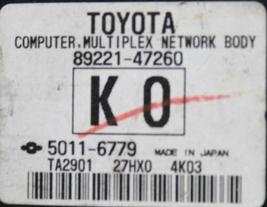 TOYOTA
COMPUTER, MULTIPLEX NETWORK BODY
89221-47260
K0
5011-6779 MADE IN JAPAN
TA2901 27HX0 4K03